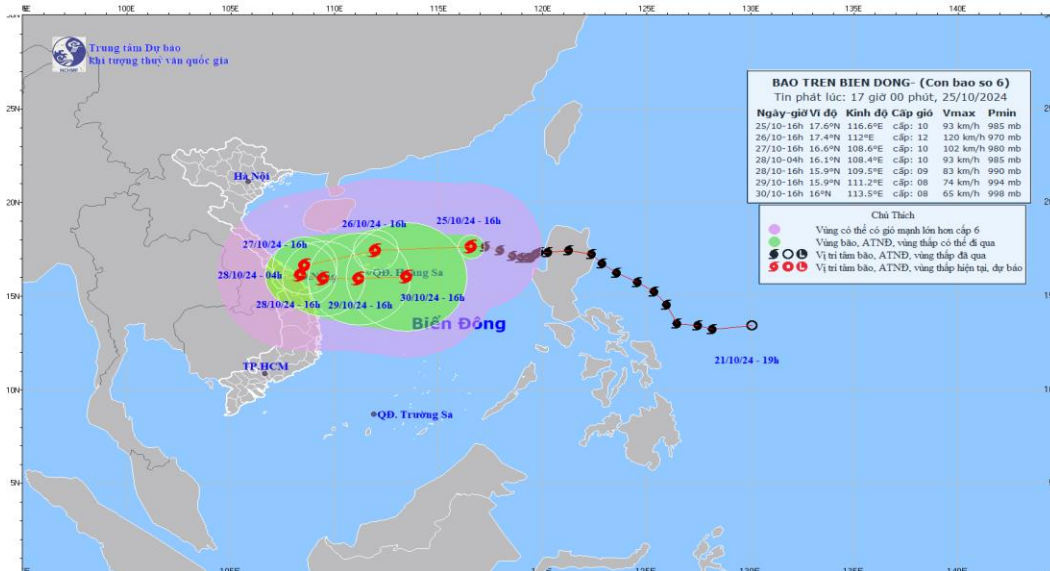 E 105E 110E 115E 120E 125E 130E 135E 140E
Trung tâm Dự báo
khí tượng thuỷ văn quốc gia
BAO TREN BIEN DONG- (Con bao so 6)
Tin phát lúc: 17 giờ 00 phút, 25/10/2024
Ngày-giờ Vĩ độ Kinh độ Cấp gió Vmax Pmin
25/10-16h 17.6°N 116.6°E cấp: 10 93 km/h 985 mb
26/10-16h 17.4°N 112°E cấp: 12 120 km/h 970 mb
27/10-16h 16.6°N 108.6°E cấp: 10 102 km/h 980 mb
28/10-04h 16.1°N 108.4°E cấp: 10 93 km/h 985 mb
28/10-16h 15.9°N 109.5°E cấp: 09 83 km/h 990 mb
29/10-16h 15.9°N 111.2°E cấp: 08 74 km/h 994 mb
30/10-16h 16°N 113.5°E cấp: 08 65 km/h 998 mb
Chú Thích
Vùng có thể có gió mạnh lớn hơn cấp 6
Vùng bão, ATNĐ, vùng thấp có thể đi qua
Vị trí tâm bão, ATNĐ, vùng thấp đã qua
Vị trí tâm bão, ATNĐ, vùng thấp hiện tại, dự báo
25N
Hà Nội
20N
26/10/24 - 16h
25/10/24 - 16h
27/10/24 - 16h
28/10/24 - 04h
QĐ. Hoàng Sa
28/10/24 - 16h
29/10/24 - 16h
30/10/24 - 16h
15N
Biển Đông
21/10/24 - 19h
TP.HCM
10N
QĐ. Trường Sa
5N
105E 110E 115E 125E 130E 135E 140E